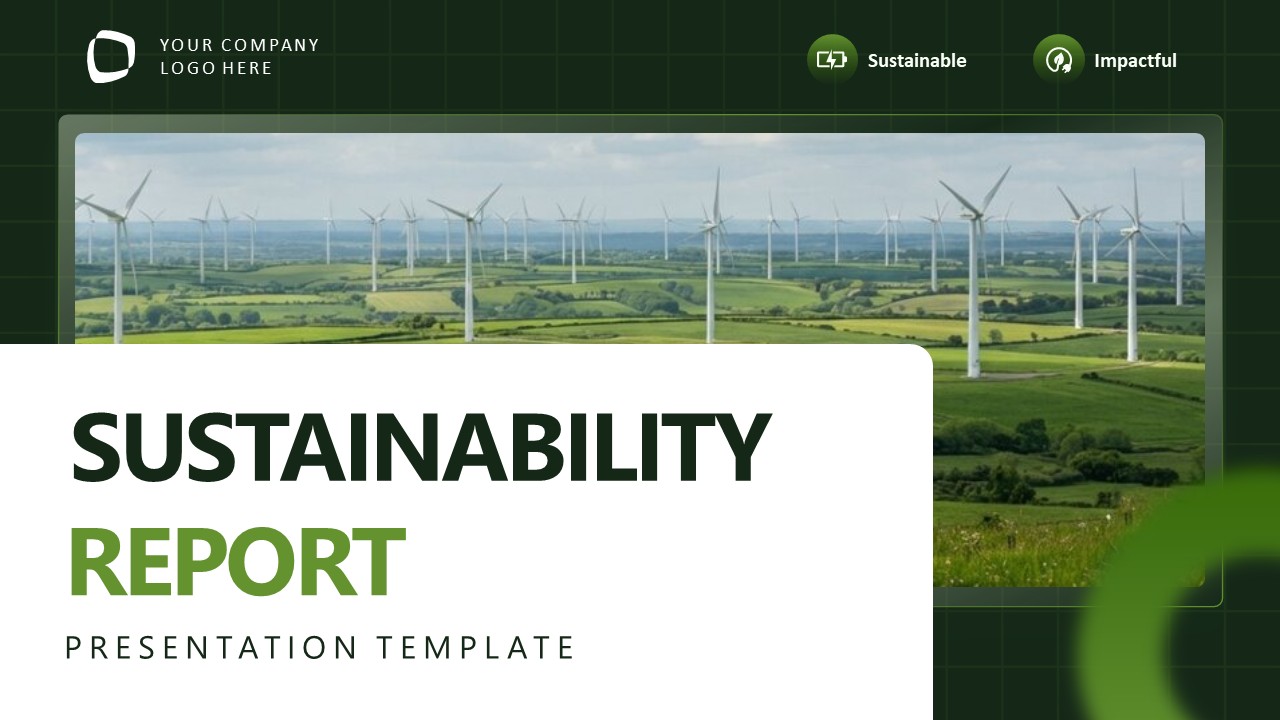 YOUR COMPANY
LOGO HERE
Sustainable
Impactful
SUSTAINABILITY
REPORT
PRESENTATION TEMPLATE